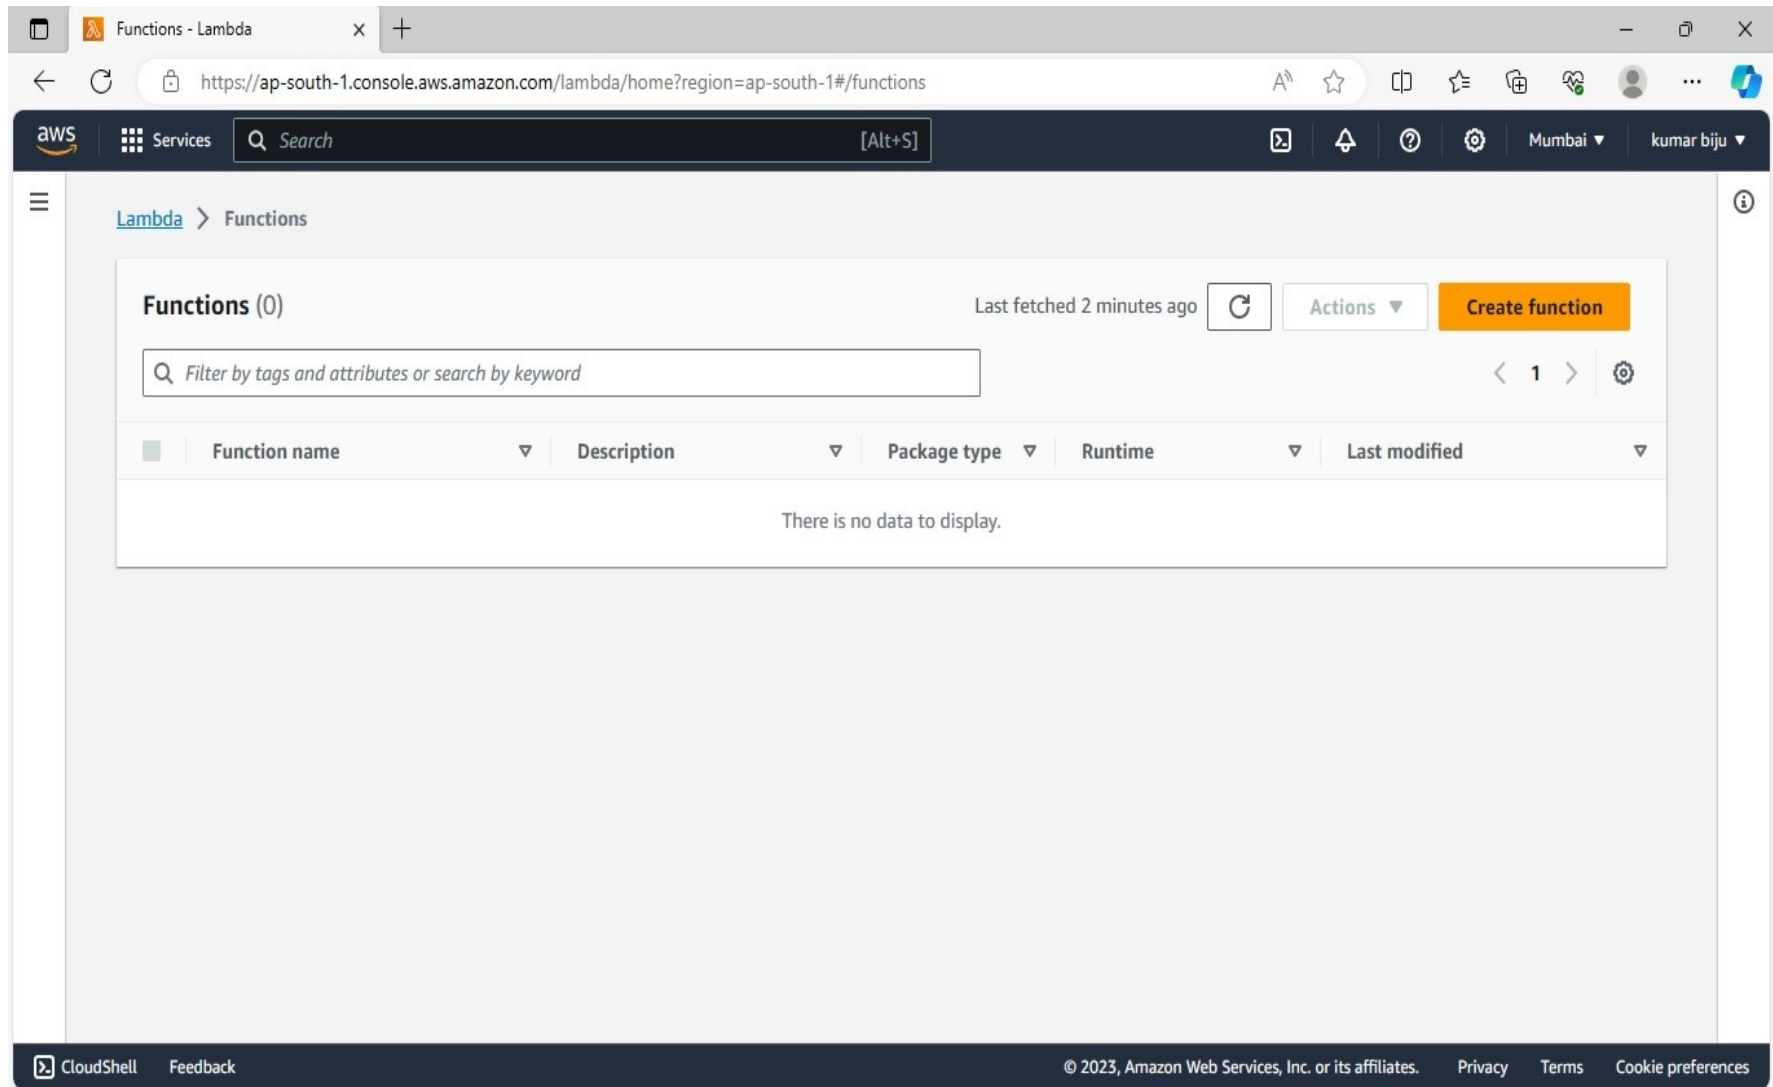 Functions - Lambda
https://ap-south-1.console.aws.amazon.com/lambda/home?region=ap-south-1#/functions
aws Services Search [Alt+S] Mumbai kumar biju
Lambda > Functions
Functions (0) Last fetched 2 minutes ago Actions Create function
Filter by tags and attributes or search by keyword 1
Function name Description Package type Runtime Last modified
There is no data to display.
CloudShell Feedback © 2023, Amazon Web Services, Inc. or its affiliates. Privacy Terms Cookie preferences